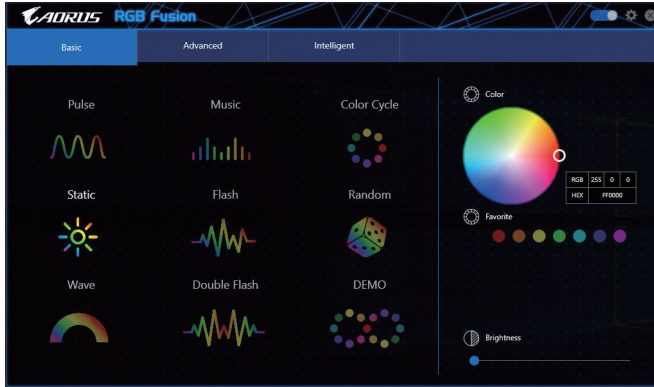 AORUS RGB Fusion
Basic Advanced Intelligent
Pulse Music Color Cycle
Static Flash Random
Wave Double Flash DEMO
Color
RGB 255 0 0
HEX FF0000
Favorite
Brightness